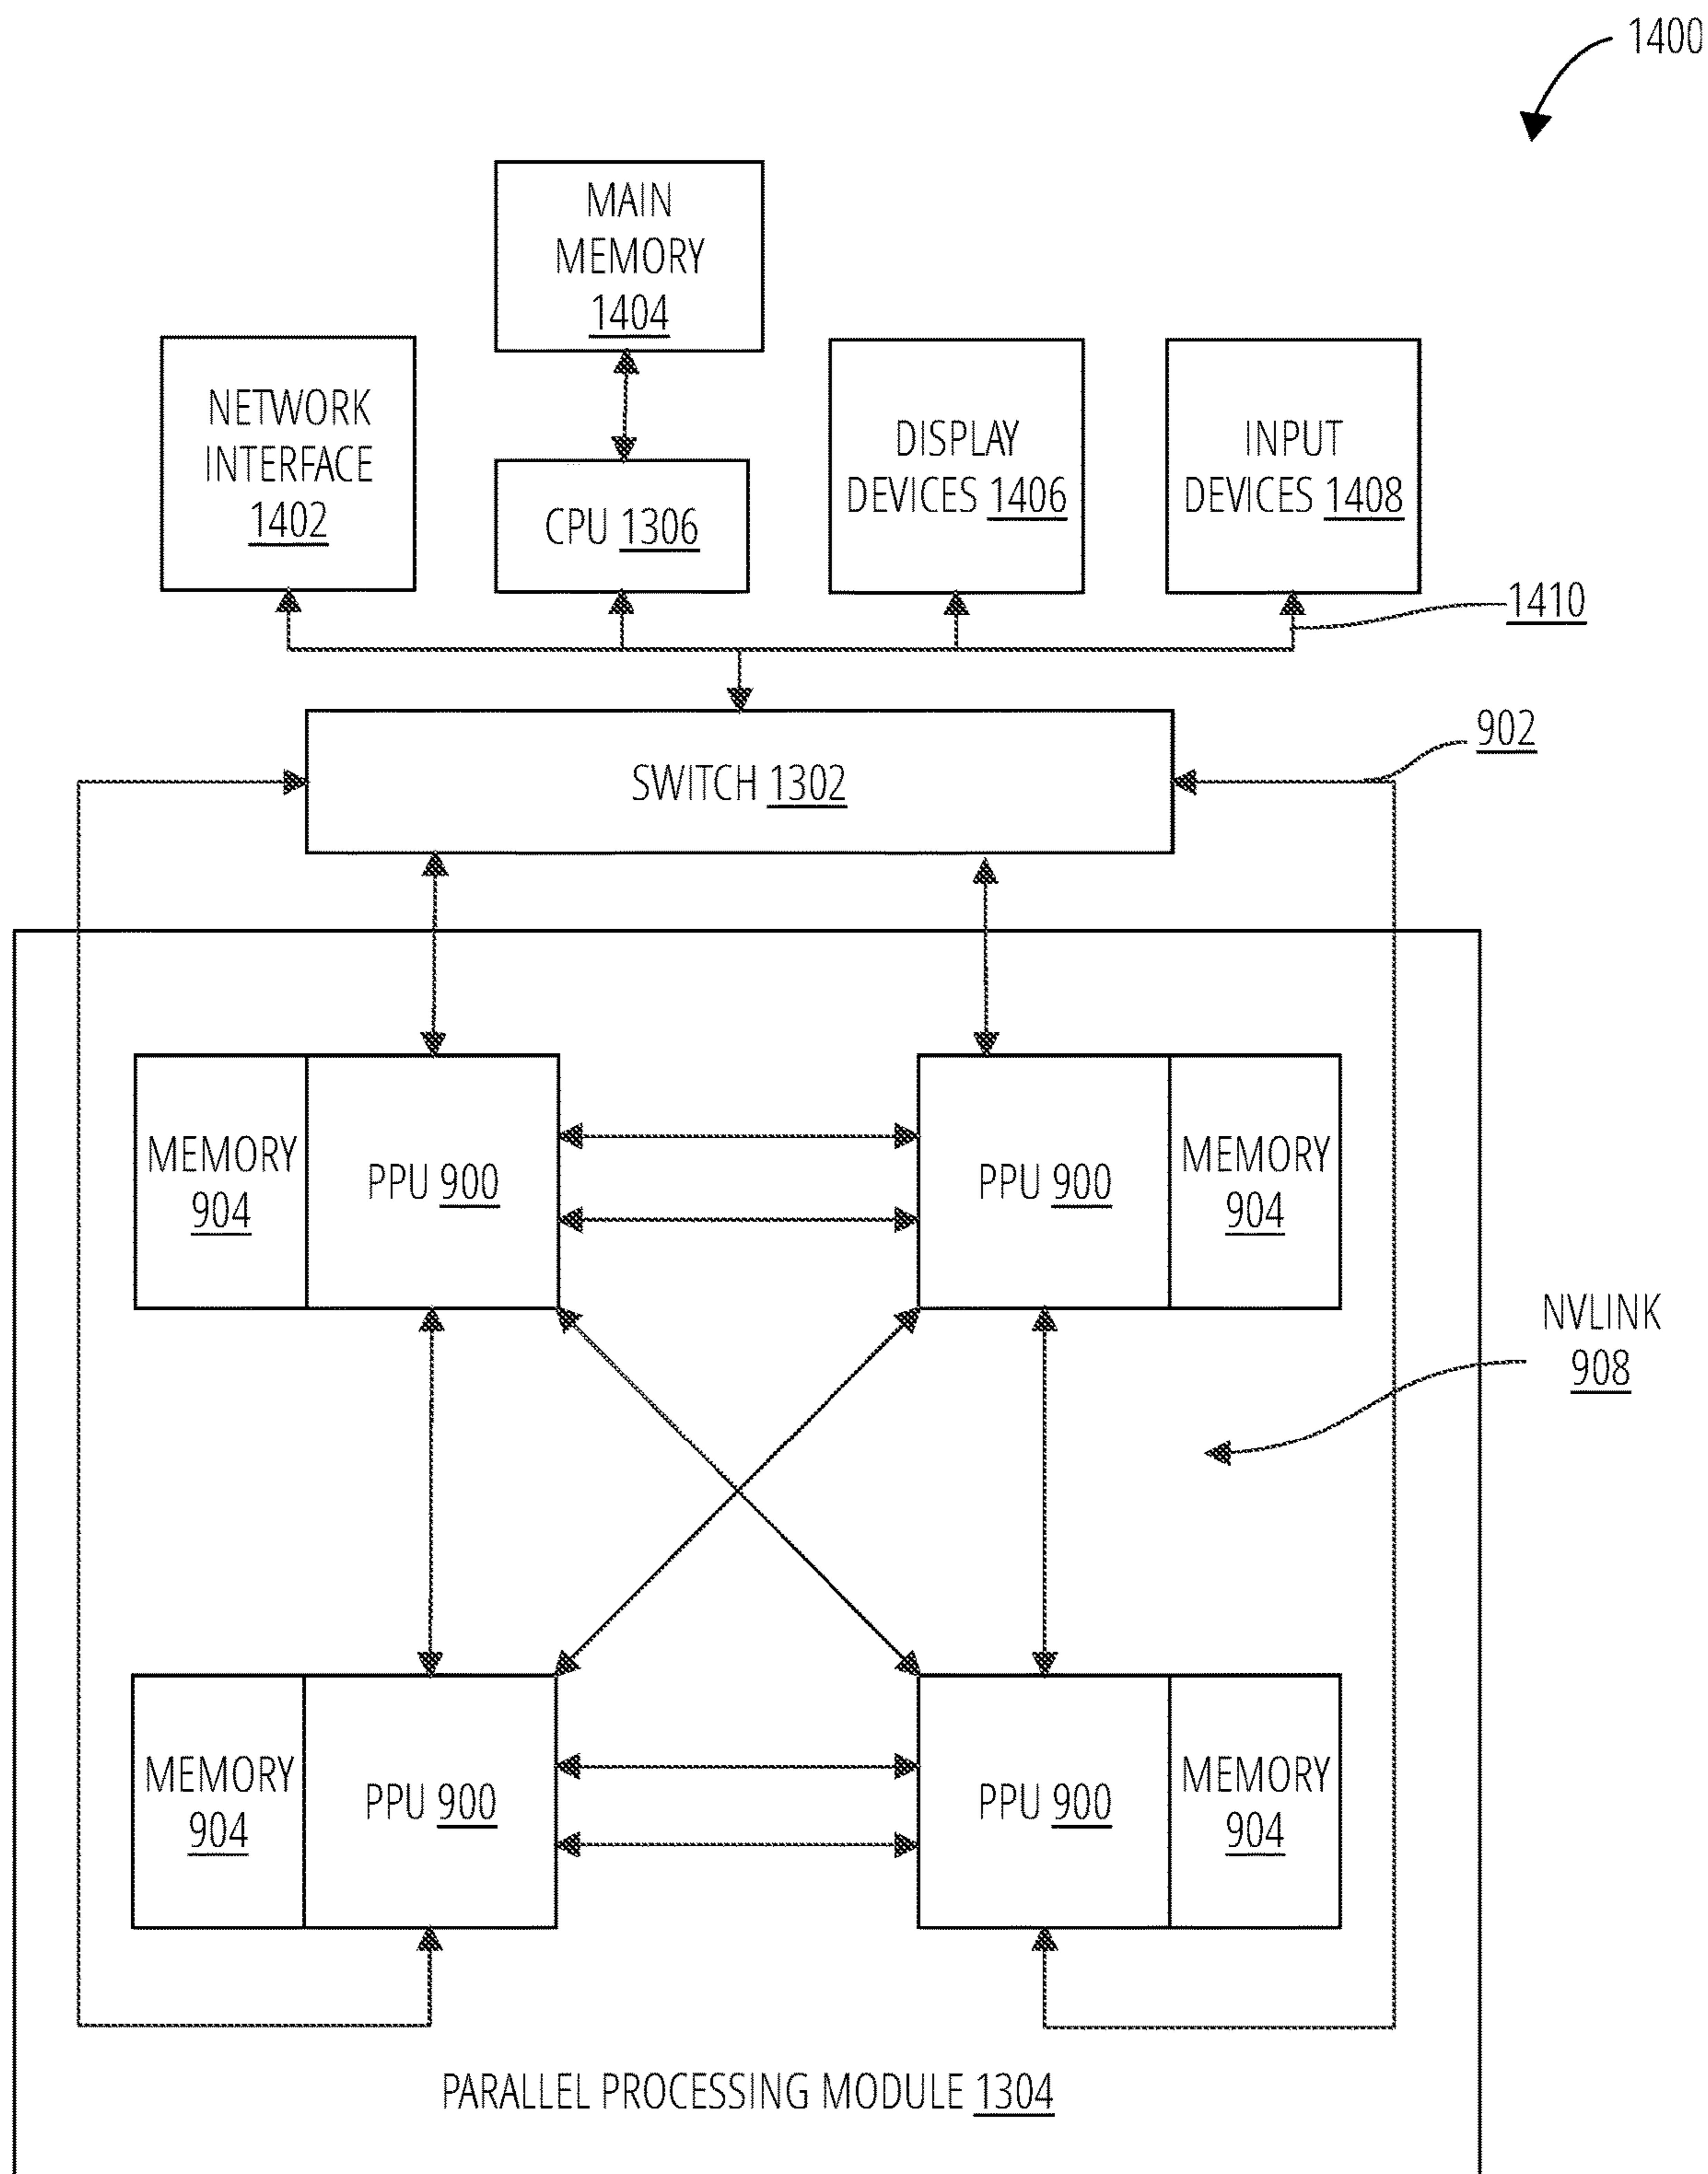 1400
MAIN
MEMORY
1404
NETWORK
INTERFACE
1402
CPU 1306
DISPLAY
DEVICES 1406
INPUT
DEVICES 1408
1410
902
SWITCH 1302
MEMORY
904
PPU 900
PPU 900
MEMORY
904
NVLINK
908
MEMORY
904
PPU 900
PPU 900
MEMORY
904
PARALLEL PROCESSING MODULE 1304